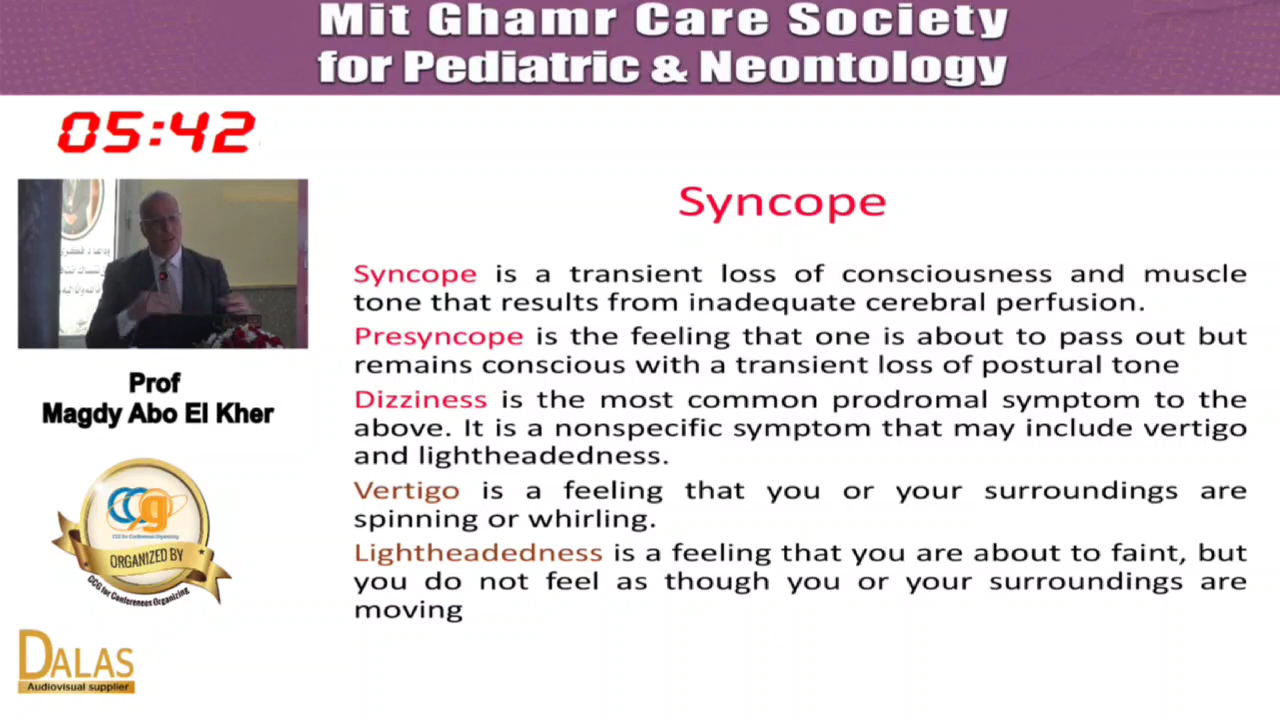 Mit Ghamr Care Society
for Pediatric & Neontology
05:42
Syncope
Syncope is a transient loss of consciousness and muscle
tone that results from inadequate cerebral perfusion.
Presyncope is the feeling that one is about to pass out but
remains conscious with a transient loss of postural tone
Dizziness is the most common prodromal symptom to the
above. It is a nonspecific symptom that may include vertigo
and lightheadedness.
Vertigo is a feeling that you or your surroundings are
spinning or whirling.
Lightheadedness is a feeling that you are about to faint, but
you do not feel as though you or your surroundings are
moving
Prof
Magdy Abo El Kher
CCg
CCG for Conferences Organizing
ORGANIZED BY
CCG for Conferences Organizing
DALAS
Audiovisual supplier